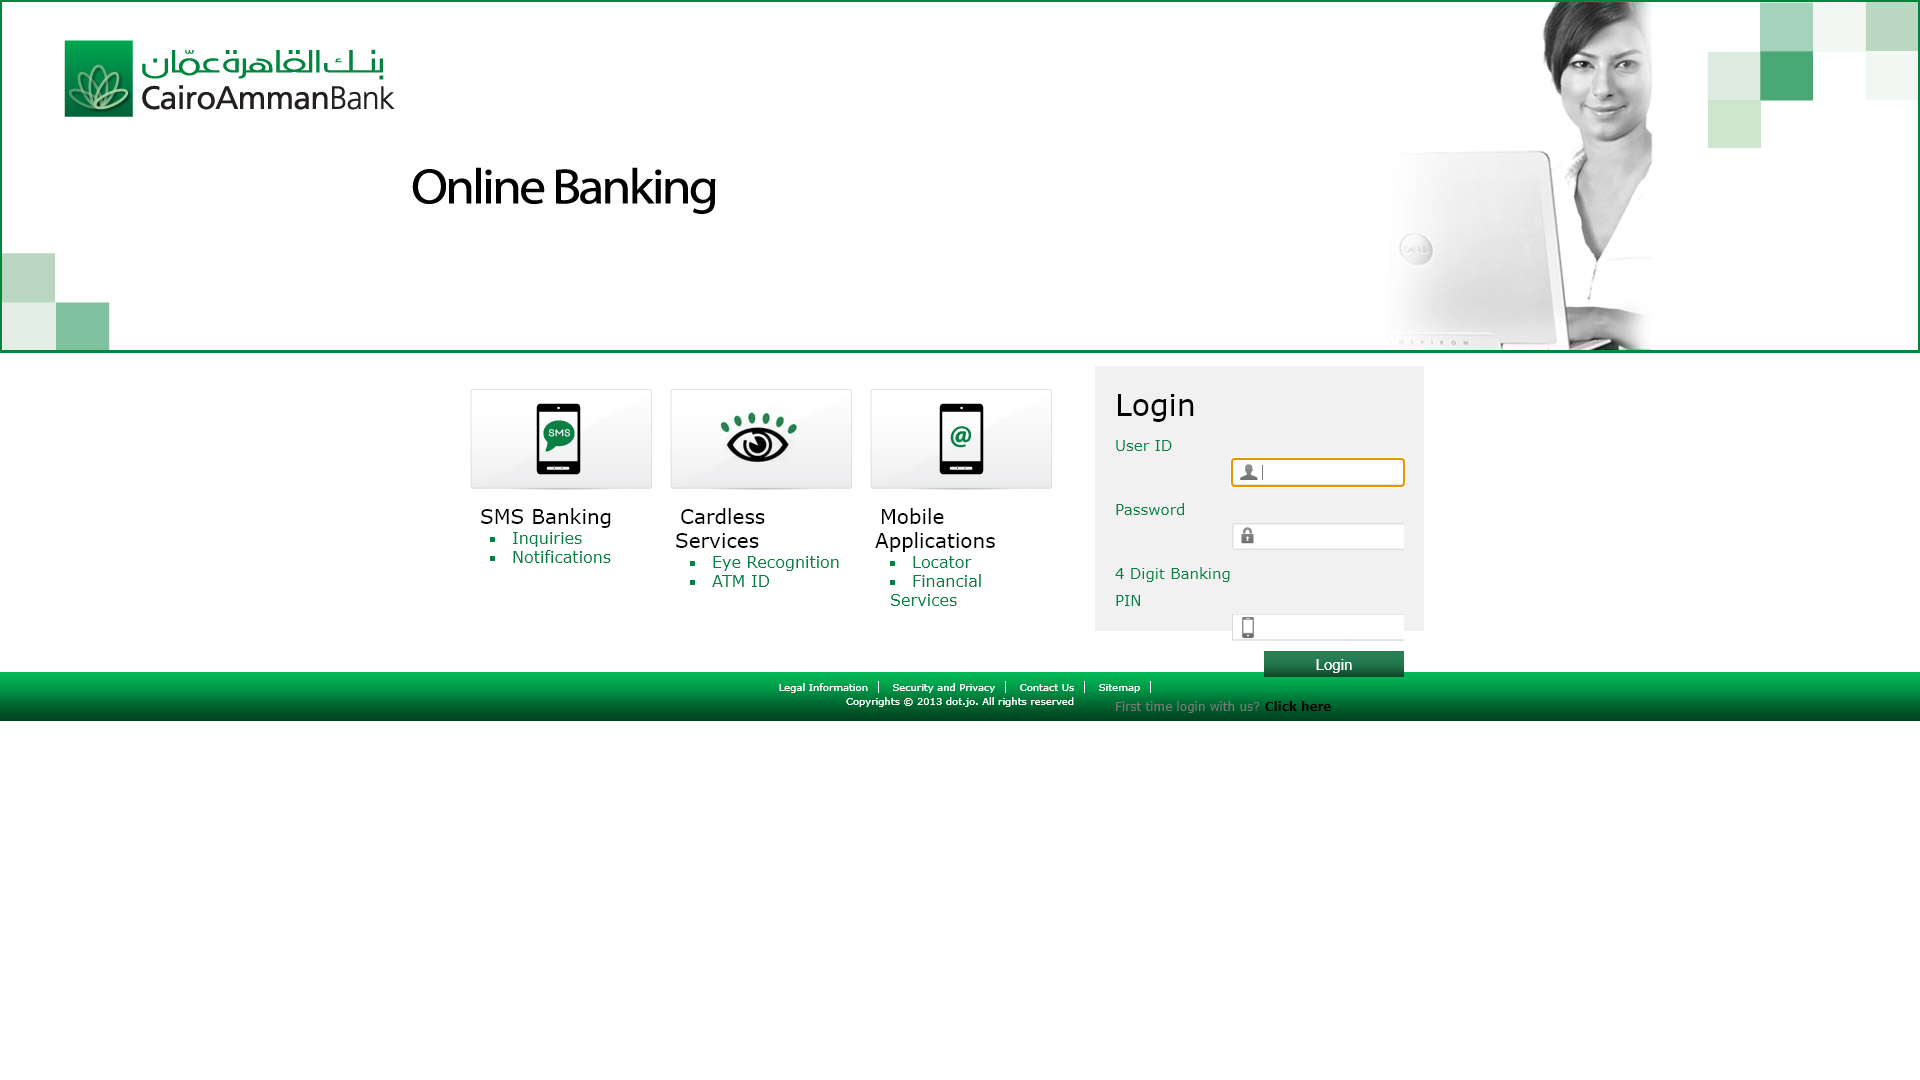 بنك القاهرة عمّان
CairoAmmanBank
Online Banking
SMS
@
SMS Banking
Inquiries
Notifications
Cardless
Services
Eye Recognition
ATM ID
Mobile
Applications
Locator
Financial
Services
Login
User ID
Password
4 Digit Banking
PIN
Login
First time login with us? Click here
Legal Information | Security and Privacy | Contact Us | Sitemap |
Copyrights © 2013 dot.jo. All rights reserved
DELL
INSPIRON